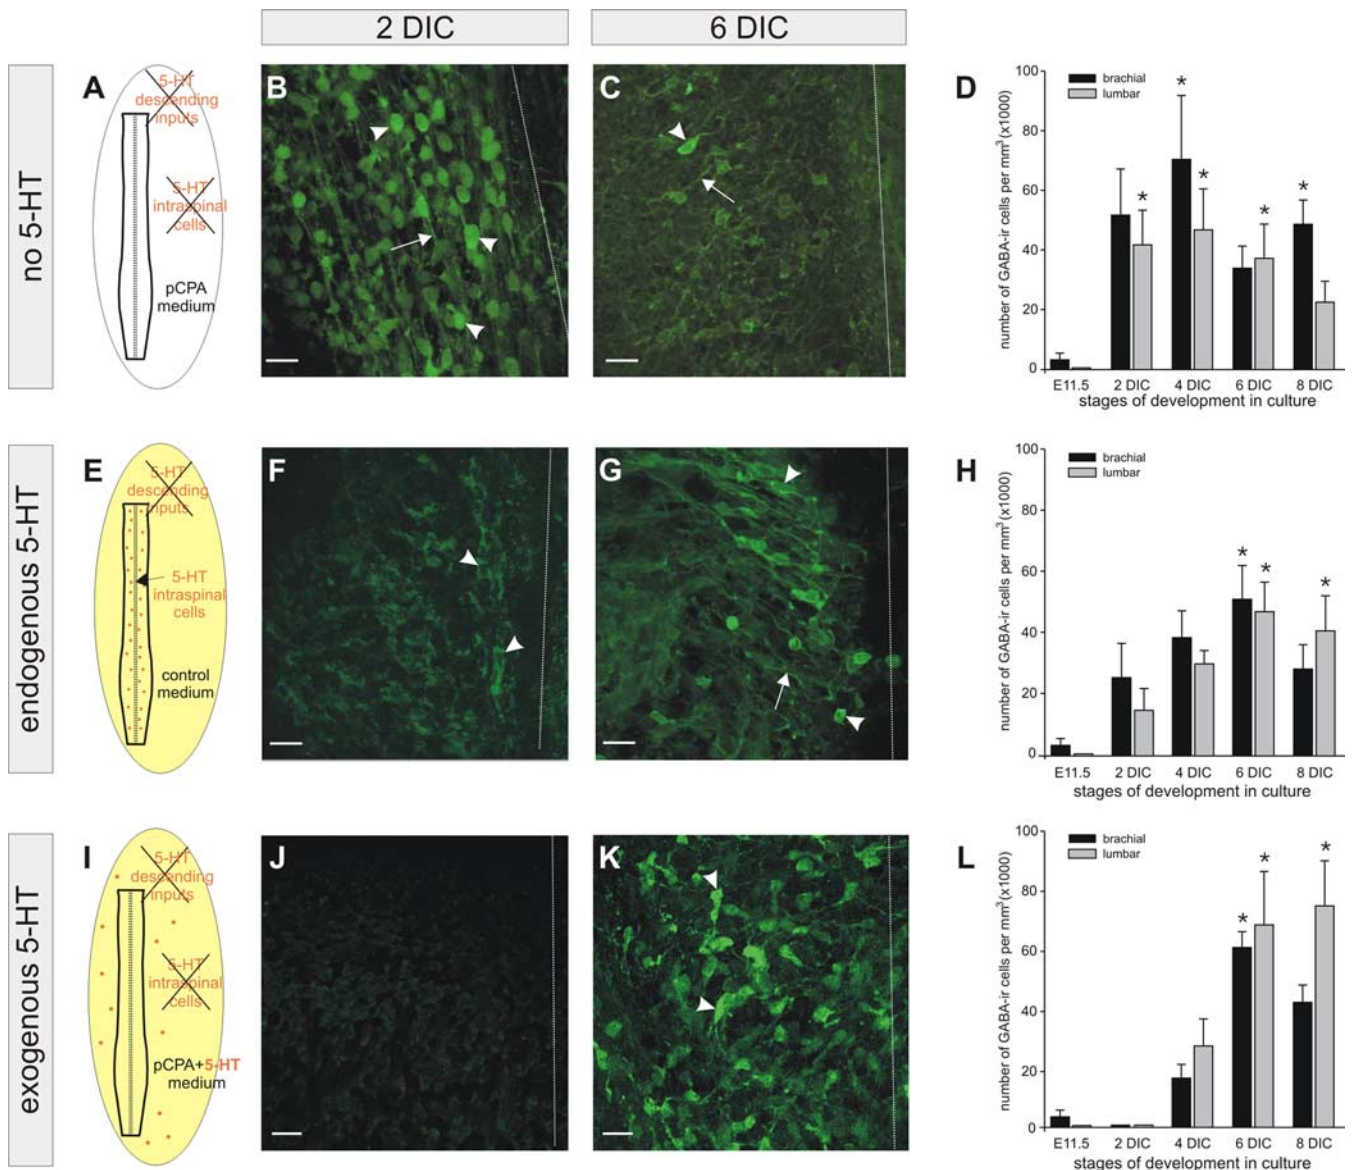 2 DIC
6 DIC
no 5-HT
A
5-HT
descending
inputs
5-HT
intraspinal
cells
pCPA
medium
B
C
D
number of GABA-ir cells per mm³ (x1000)
brachial
lumbar
100
80
60
40
20
0
* * * * * *
E11.5 2 DIC 4 DIC 6 DIC 8 DIC
stages of development in culture
endogenous 5-HT
E
5-HT
descending
inputs
5-HT
intraspinal
cells
control
medium
F
G
H
number of GABA-ir cells per mm³ (x1000)
brachial
lumbar
100
80
60
40
20
0
* * *
E11.5 2 DIC 4 DIC 6 DIC 8 DIC
stages of development in culture
exogenous 5-HT
I
5-HT
descending
inputs
5-HT
intraspinal
cells
pCPA+5-HT
medium
J
K
L
number of GABA-ir cells per mm³ (x1000)
brachial
lumbar
100
80
60
40
20
0
* * *
E11.5 2 DIC 4 DIC 6 DIC 8 DIC
stages of development in culture